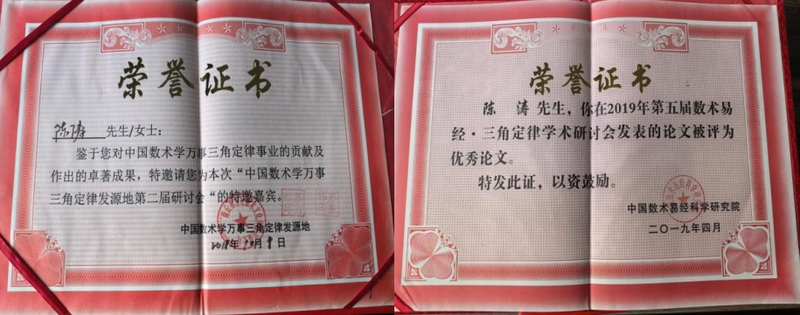 荣誉证书
陈涛 先生/女士:
鉴于您对中国数术学万事三角定律事业的贡献及
作出的卓著成果，特邀请您为本次“中国数术学万事
三角定律发源地第二届研讨会“的特邀嘉宾。
中国数术学万事三角定律发源地
荣誉证书
陈 涛 先生，你在2019年第五届数术易
经·三角定律学术研讨会发表的论文被评为
优秀论文。
特发此证，以资鼓励。
中国数术易经科学研究院
二〇一九年四月